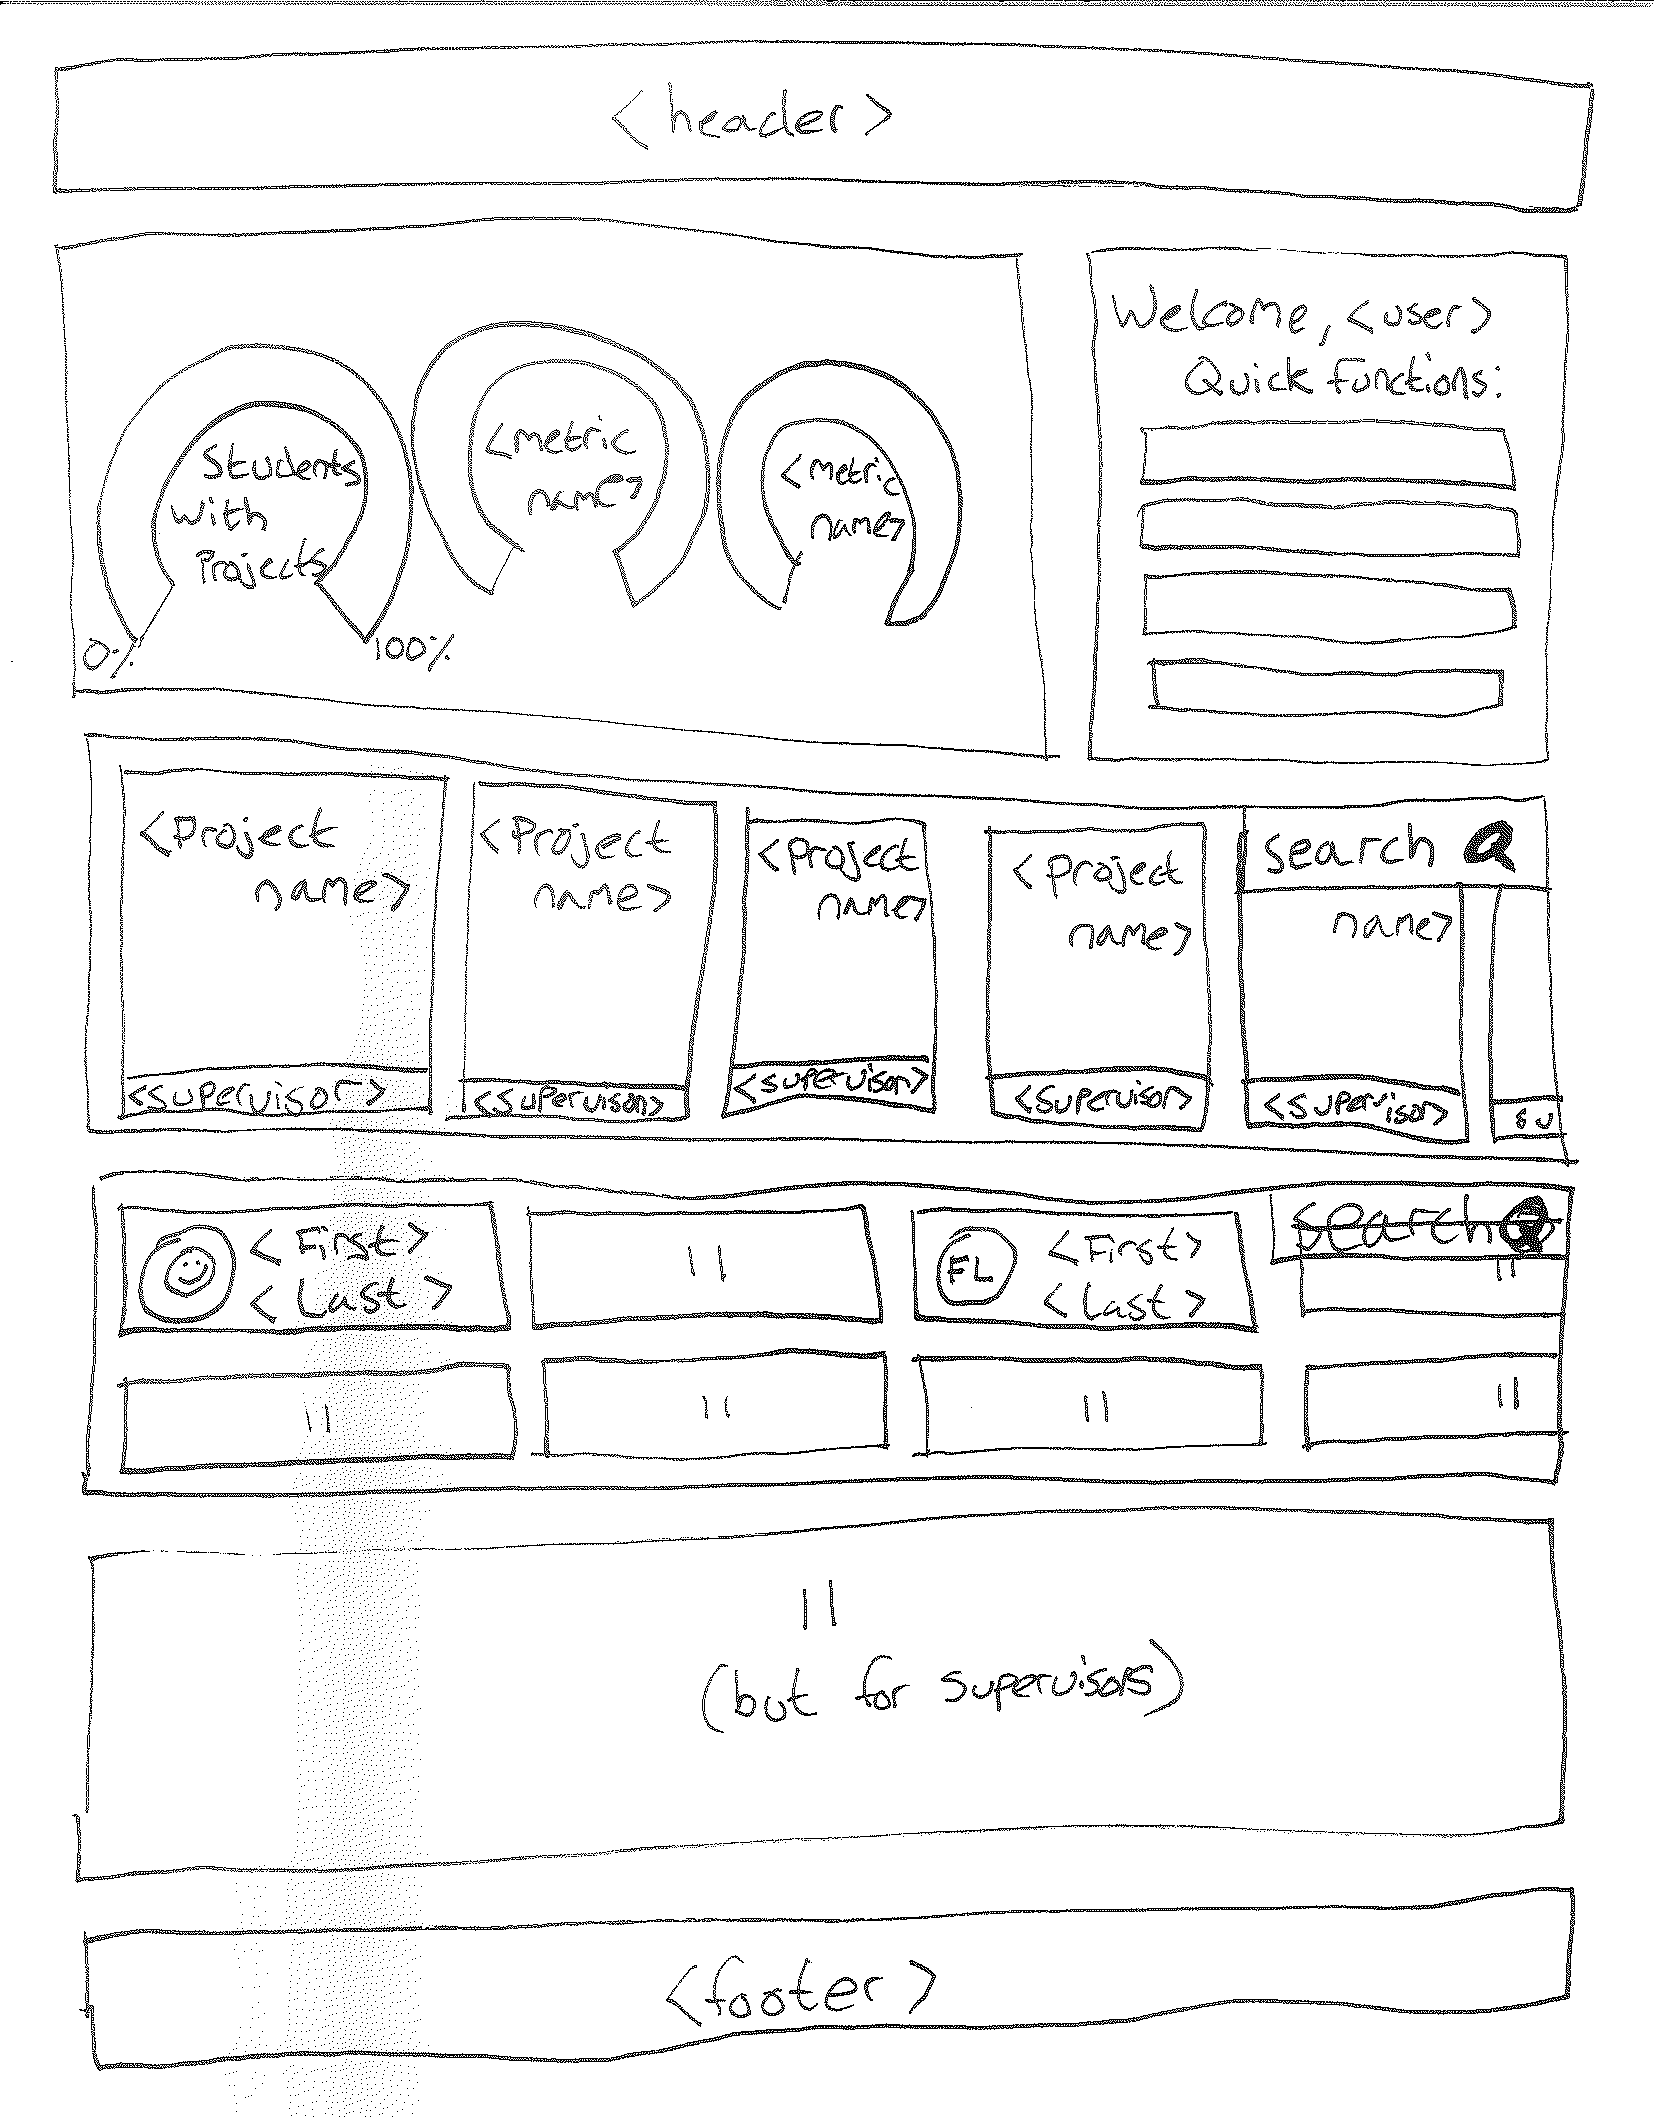 <header>
Students
with
Projects
0%
100%
<metric
name>
<metric
name>
Welcome, <user>
Quick functions:
<Project
name>
<supervisor>
<Project
name>
<supervisor>
<Project
name>
<supervisor>
<Project
name>
<supervisor>
search
name>
<supervisor>
su
<First>
<Last>
"
FL
<First>
<Last>
search
"
"
"
"
"
"
(but for supervisors)
<footer>